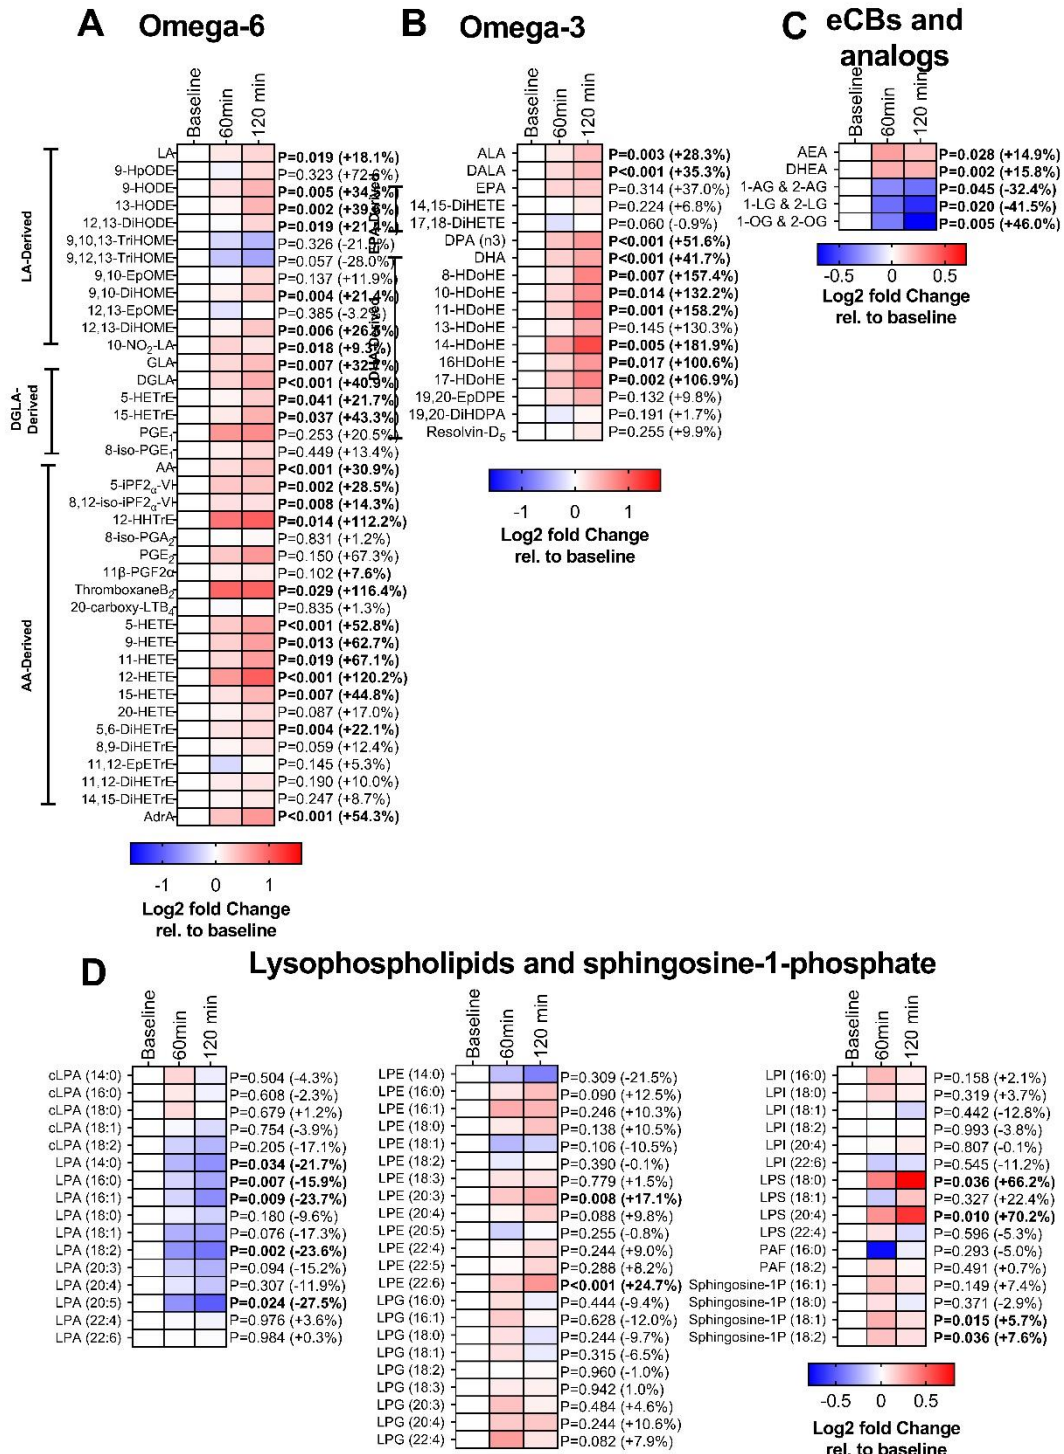 A Omega-6
Baseline
60min
120 min
LA-Derived
DGLA-Derived
AA-Derived
LA P=0.019 (+18.1%)
9-HpODE P=0.323 (+72.6%)
9-HODE P=0.005 (+34.
13-HODE P=0.002 (+39.
12,13-DiHODE P=0.019 (+21.
9,10,13-TriHOME P=0.326 (-21.
9,12,13-TriHOME P=0.057 (-28.0%)
9,10-EpOME P=0.137 (+11.9%)
9,10-DiHOME P=0.004 (+21.4%)
12,13-EpOME P=0.385 (-3.2%)
12,13-DiHOME P=0.006 (+26.
10-NO₂-LA P=0.018 (+9.3%)
GLA P=0.007 (+32.
DGLA P<0.001 (+40.
5-HETrE P=0.041 (+21.7%)
15-HETrE P=0.037 (+43.3%)
PGE₁ P=0.253 (+20.5%)
8-iso-PGE₁ P=0.449 (+13.4%)
AA P<0.001 (+30.9%)
5-iPF2α-VI P=0.002 (+28.5%)
8,12-iso-iPF2α-VI P=0.008 (+14.3%)
12-HHTrE P=0.014 (+112.2%)
8-iso-PGA₂ P=0.831 (+1.2%)
PGE₂ P=0.150 (+67.3%)
11β-PGF2α P=0.102 (+7.6%)
ThromboxaneB₂ P=0.029 (+116.4%)
20-carboxy-LTB₄ P=0.835 (+1.3%)
5-HETE P<0.001 (+52.8%)
9-HETE P=0.013 (+62.7%)
11-HETE P=0.019 (+67.1%)
12-HETE P<0.001 (+120.2%)
15-HETE P=0.007 (+44.8%)
20-HETE P=0.087 (+17.0%)
5,6-DiHETrE P=0.004 (+22.1%)
8,9-DiHETrE P=0.059 (+12.4%)
11,12-EpETrE P=0.145 (+5.3%)
11,12-DiHETrE P=0.190 (+10.0%)
14,15-DiHETrE P=0.247 (+8.7%)
AdrA P<0.001 (+54.3%)
-1 0 1
Log2 fold Change
rel. to baseline
B Omega-3
Baseline
60min
120 min
EPA-Derived
DHA-Derived
ALA P=0.003 (+28.3%)
DALA P<0.001 (+35.3%)
EPA P=0.314 (+37.0%)
14,15-DiHETE P=0.224 (+6.8%)
17,18-DiHETE P=0.060 (-0.9%)
DPA (n3) P<0.001 (+51.6%)
DHA P<0.001 (+41.7%)
8-HDoHE P=0.007 (+157.4%)
10-HDoHE P=0.014 (+132.2%)
11-HDoHE P=0.001 (+158.2%)
13-HDoHE P=0.145 (+130.3%)
14-HDoHE P=0.005 (+181.9%)
16HDoHE P=0.017 (+100.6%)
17-HDoHE P=0.002 (+106.9%)
19,20-EpDPE P=0.132 (+9.8%)
19,20-DiHDPA P=0.191 (+1.7%)
Resolvin-D₅ P=0.255 (+9.9%)
-1 0 1
Log2 fold Change
rel. to baseline
C eCBs and
analogs
Baseline
60min
120 min
AEA P=0.028 (+14.9%)
DHEA P=0.002 (+15.8%)
1-AG & 2-AG P=0.045 (-32.4%)
1-LG & 2-LG P=0.020 (-41.5%)
1-OG & 2-OG P=0.005 (+46.0%)
-0.5 0 0.5
Log2 fold Change
rel. to baseline
D Lysophospholipids and sphingosine-1-phosphate
Baseline
60min
120 min
cLPA (14:0) P=0.504 (-4.3%)
cLPA (16:0) P=0.608 (-2.3%)
cLPA (18:0) P=0.679 (+1.2%)
cLPA (18:1) P=0.754 (-3.9%)
cLPA (18:2) P=0.205 (-17.1%)
LPA (14:0) P=0.034 (-21.7%)
LPA (16:0) P=0.007 (-15.9%)
LPA (16:1) P=0.009 (-23.7%)
LPA (18:0) P=0.180 (-9.6%)
LPA (18:1) P=0.076 (-17.3%)
LPA (18:2) P=0.002 (-23.6%)
LPA (20:3) P=0.094 (-15.2%)
LPA (20:4) P=0.307 (-11.9%)
LPA (20:5) P=0.024 (-27.5%)
LPA (22:4) P=0.976 (+3.6%)
LPA (22:6) P=0.984 (+0.3%)
Baseline
60min
120 min
LPE (14:0) P=0.309 (-21.5%)
LPE (16:0) P=0.090 (+12.5%)
LPE (16:1) P=0.246 (+10.3%)
LPE (18:0) P=0.138 (+10.5%)
LPE (18:1) P=0.106 (-10.5%)
LPE (18:2) P=0.390 (-0.1%)
LPE (18:3) P=0.779 (+1.5%)
LPE (20:3) P=0.008 (+17.1%)
LPE (20:4) P=0.088 (+9.8%)
LPE (20:5) P=0.255 (-0.8%)
LPE (22:4) P=0.244 (+9.0%)
LPE (22:5) P=0.288 (+8.2%)
LPE (22:6) P<0.001 (+24.7%)
LPG (16:0) P=0.444 (-9.4%)
LPG (16:1) P=0.628 (-12.0%)
LPG (18:0) P=0.244 (-9.7%)
LPG (18:1) P=0.315 (-6.5%)
LPG (18:2) P=0.960 (-1.0%)
LPG (18:3) P=0.942 (1.0%)
LPG (20:3) P=0.484 (+4.6%)
LPG (20:4) P=0.244 (+10.6%)
LPG (22:4) P=0.082 (+7.9%)
Baseline
60min
120 min
LPI (16:0) P=0.158 (+2.1%)
LPI (18:0) P=0.319 (+3.7%)
LPI (18:1) P=0.442 (-12.8%)
LPI (18:2) P=0.993 (-3.8%)
LPI (20:4) P=0.807 (-0.1%)
LPI (22:6) P=0.545 (-11.2%)
LPS (18:0) P=0.036 (+66.2%)
LPS (18:1) P=0.327 (+22.4%)
LPS (20:4) P=0.010 (+70.2%)
LPS (22:4) P=0.596 (-5.3%)
PAF (16:0) P=0.293 (-5.0%)
PAF (18:2) P=0.491 (+0.7%)
Sphingosine-1P (16:1) P=0.149 (+7.4%)
Sphingosine-1P (18:0) P=0.371 (-2.9%)
Sphingosine-1P (18:1) P=0.015 (+5.7%)
Sphingosine-1P (18:2) P=0.036 (+7.6%)
-0.5 0 0.5
Log2 fold Change
rel. to baseline